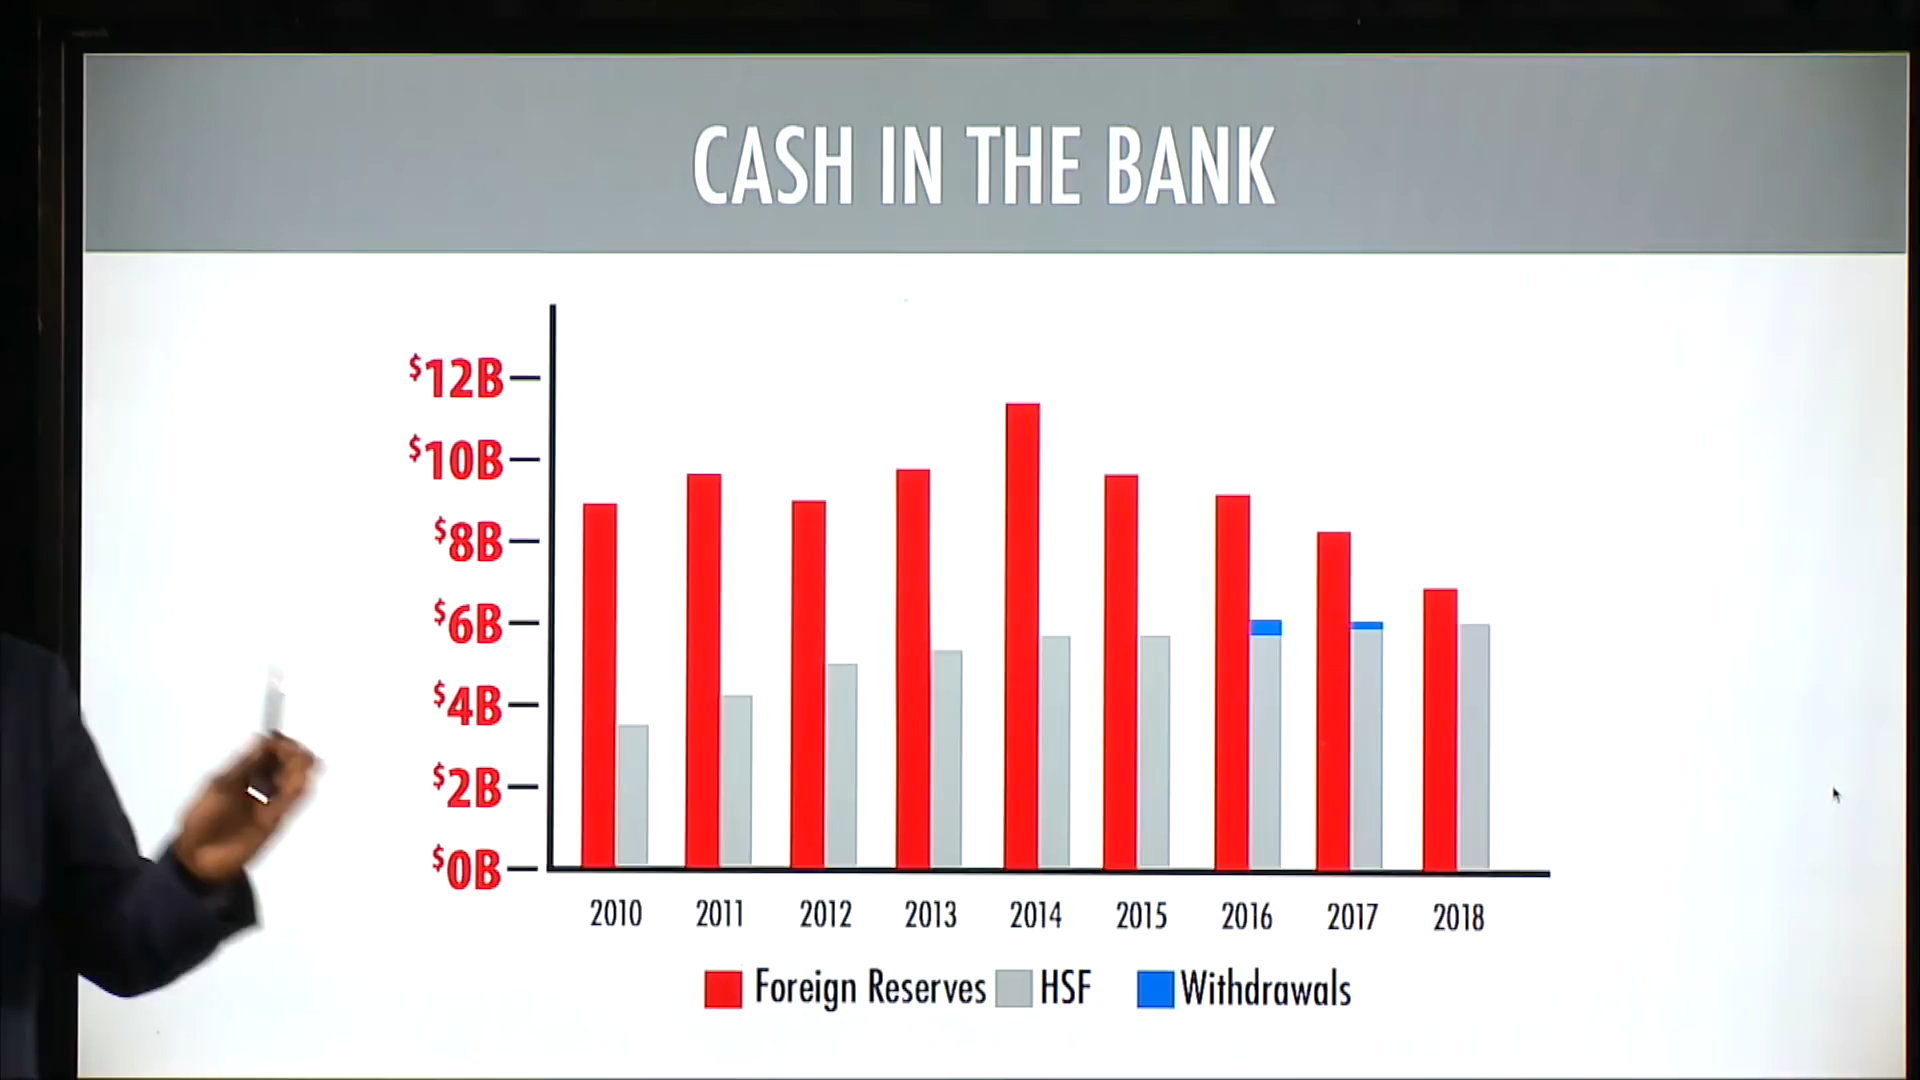 CASH IN THE BANK
$12B
$10B
$8B
$6B
$4B
$2B
$0B
2010 2011 2012 2013 2014 2015 2016 2017 2018
Foreign Reserves HSF Withdrawals